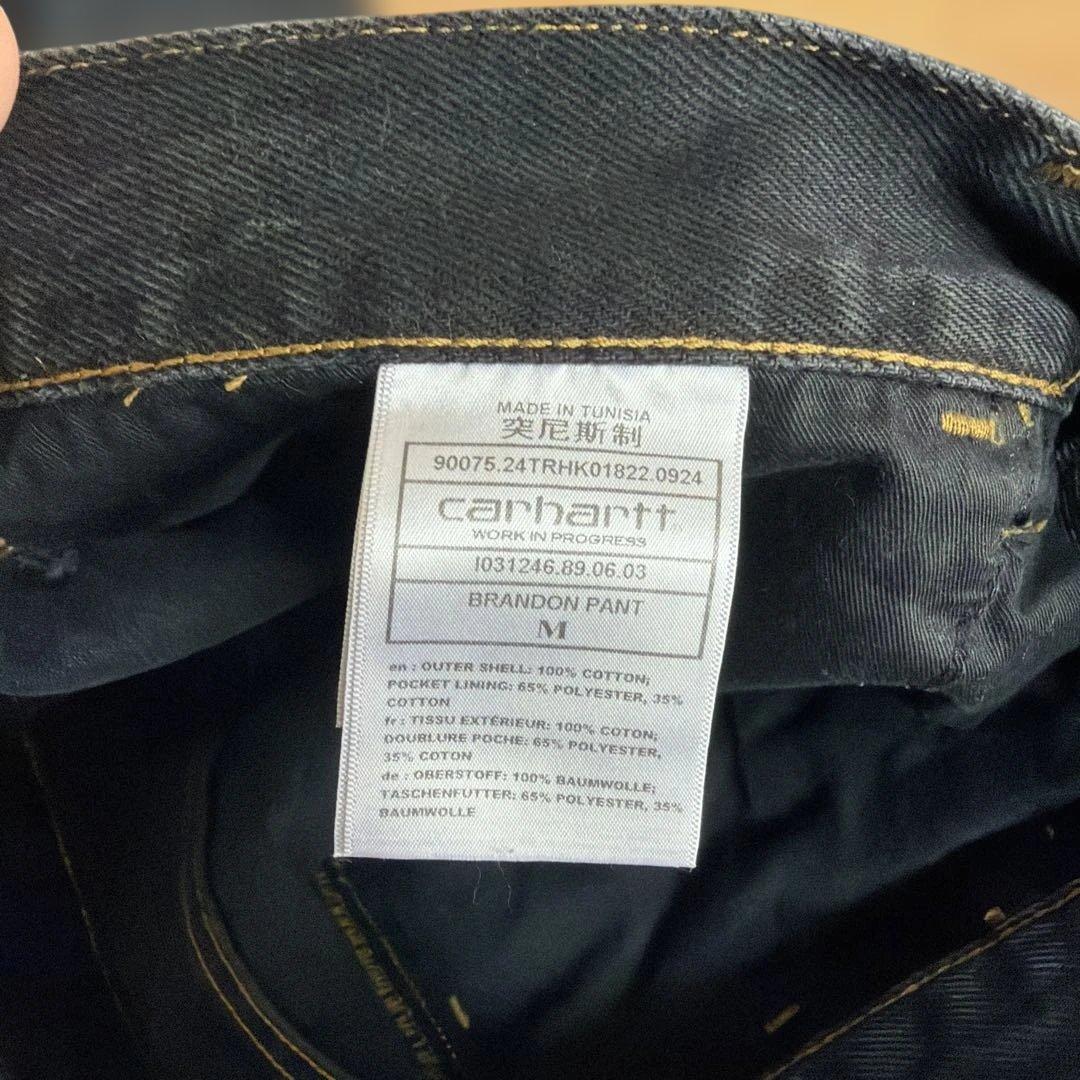 MADE IN TUNISIA
突尼斯制
90075.24TRHK01822.0924
carhartt
WORK IN PROGRESS
I031246.89.06.03
BRANDON PANT
M
en : OUTER SHELL: 100% COTTON;
POCKET LINING: 65% POLYESTER, 35%
COTTON
fr : TISSU EXTÉRIEUR: 100% COTON;
DOUBLURE POCHE: 65% POLYESTER,
35% COTON
de : OBERSTOFF: 100% BAUMWOLLE;
TASCHENFUTTER: 65% POLYESTER, 35%
BAUMWOLLE